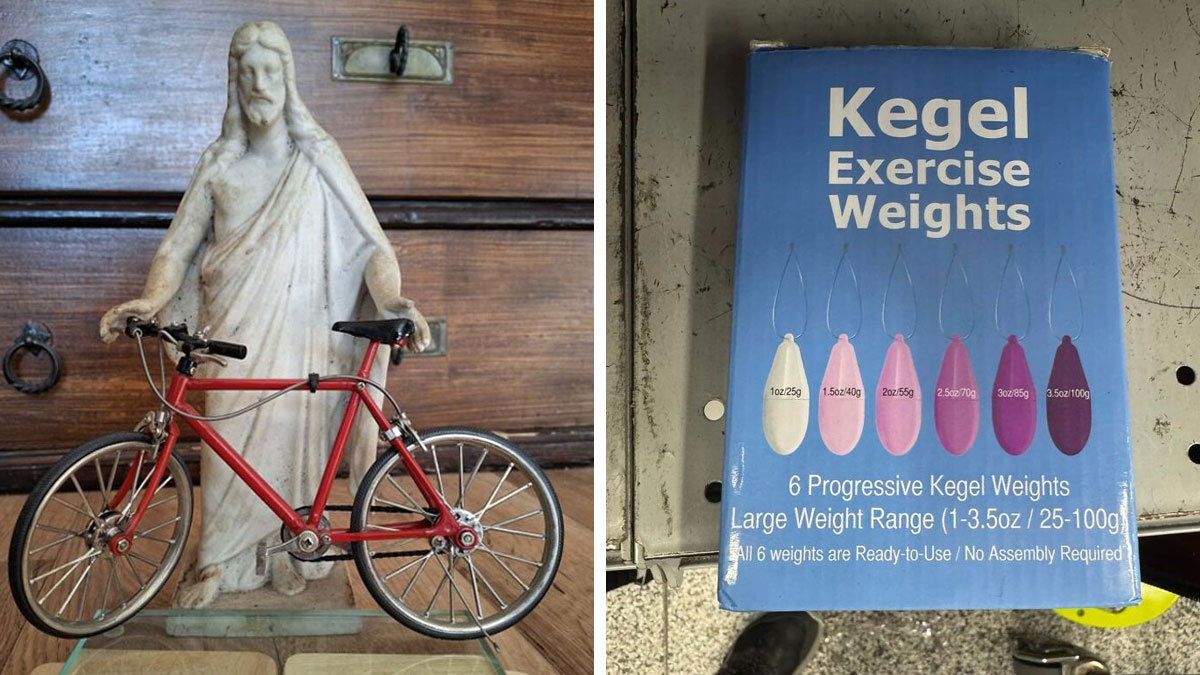 Kegel
Exercise
Weights
1oz/25g
1.5oz/40g
2oz/55g
2.5oz/70g
3oz/85g
3.5oz/100g
6 Progressive Kegel Weights
Large Weight Range (1-3.5oz / 25-100g)
All 6 weights are Ready-to-Use / No Assembly Required